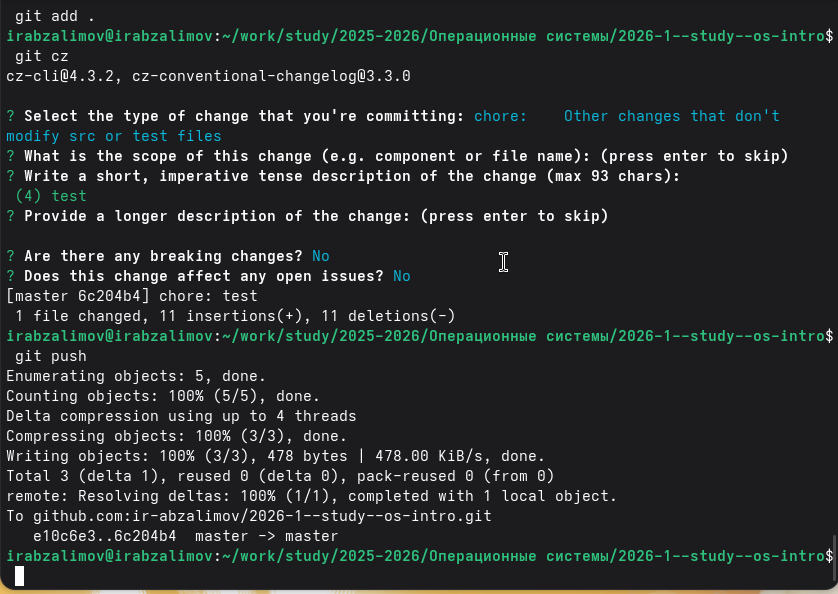 git add .
irabzalimov@irabzalimov:~/work/study/2025-2026/Операционные системы/2026-1--study--os-intro$
git cz
cz-cli@4.3.2, cz-conventional-changelog@3.3.0
? Select the type of change that you're committing: chore:    Other changes that don't
modify src or test files
? What is the scope of this change (e.g. component or file name): (press enter to skip)
? Write a short, imperative tense description of the change (max 93 chars):
(4) test
? Provide a longer description of the change: (press enter to skip)
? Are there any breaking changes? No
? Does this change affect any open issues? No
[master 6c204b4] chore: test
1 file changed, 11 insertions(+), 11 deletions(-)
irabzalimov@irabzalimov:~/work/study/2025-2026/Операционные системы/2026-1--study--os-intro$
git push
Enumerating objects: 5, done.
Counting objects: 100% (5/5), done.
Delta compression using up to 4 threads
Compressing objects: 100% (3/3), done.
Writing objects: 100% (3/3), 478 bytes | 478.00 KiB/s, done.
Total 3 (delta 1), reused 0 (delta 0), pack-reused 0 (from 0)
remote: Resolving deltas: 100% (1/1), completed with 1 local object.
To github.com:ir-abzalimov/2026-1--study--os-intro.git
e10c6e3..6c204b4  master -> master
irabzalimov@irabzalimov:~/work/study/2025-2026/Операционные системы/2026-1--study--os-intro$